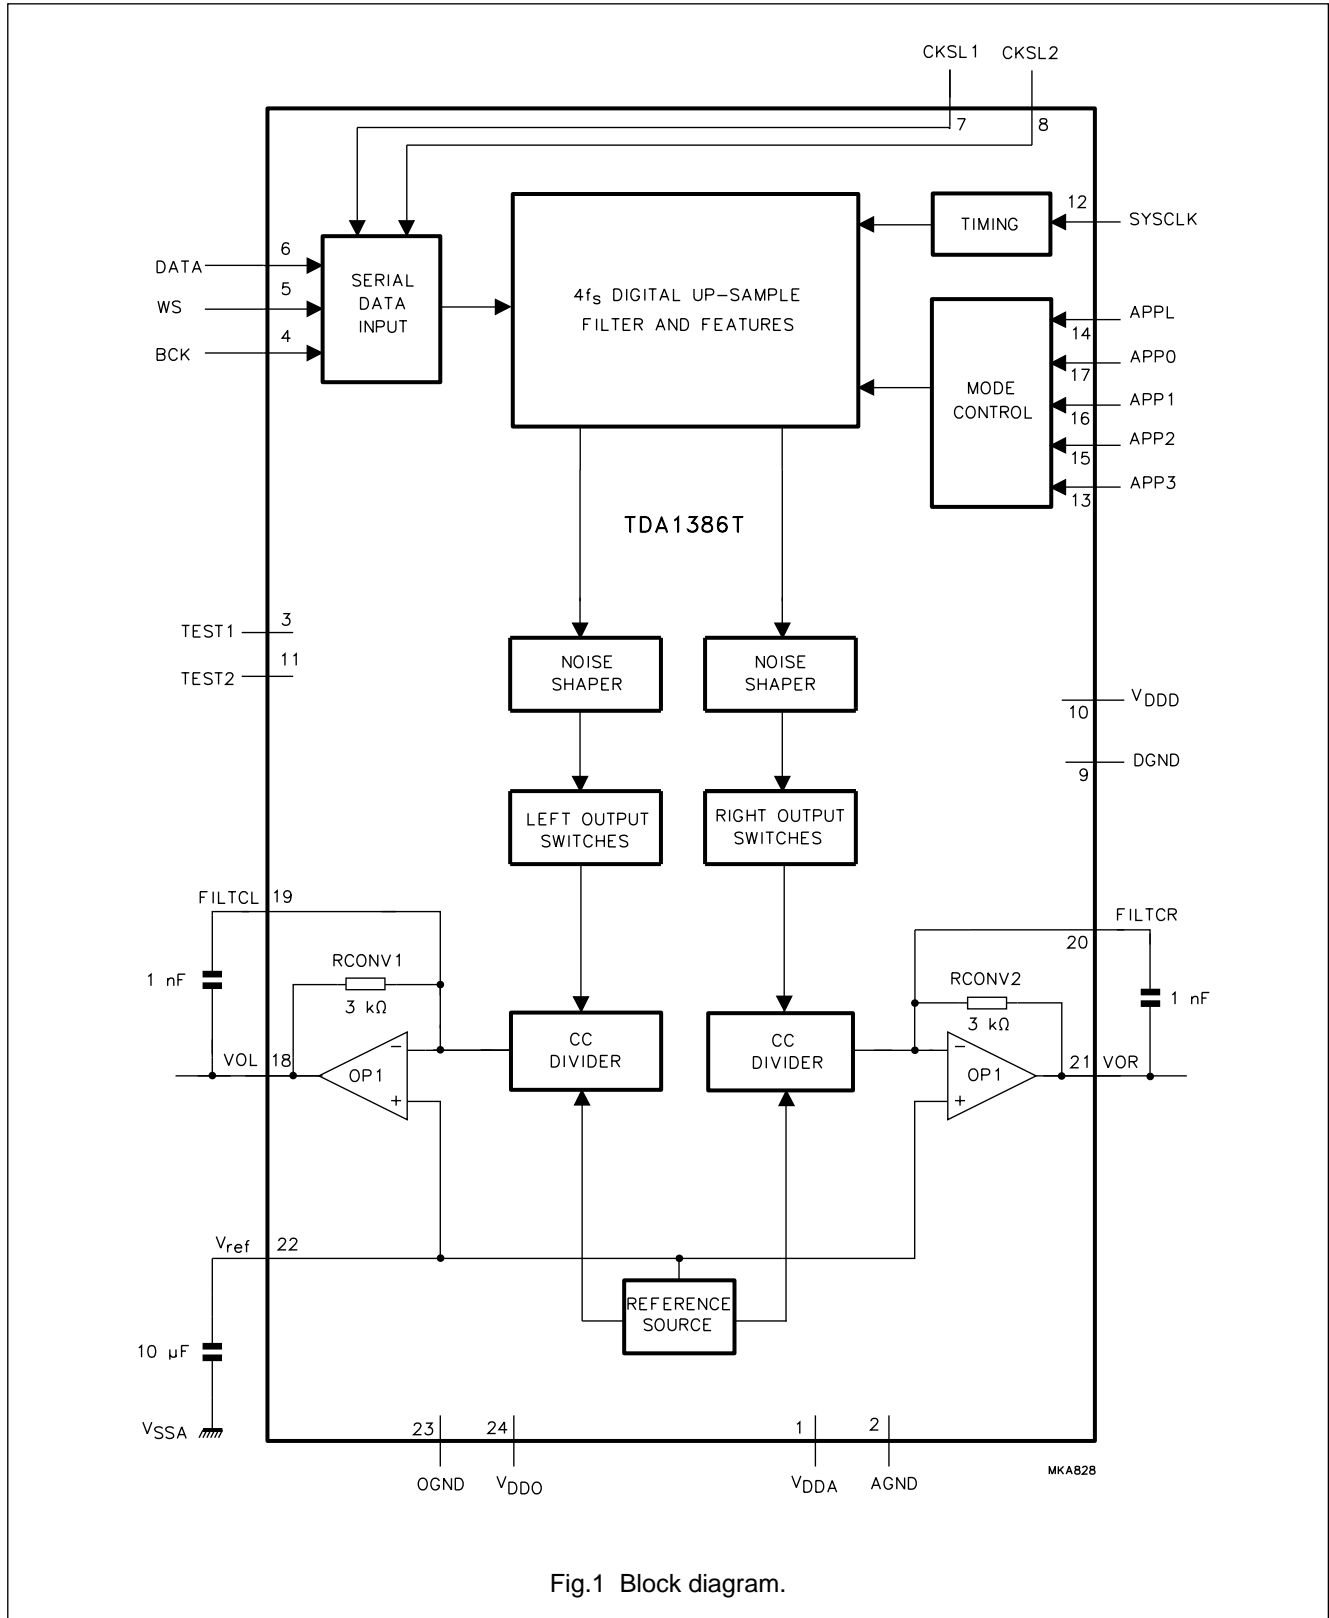 CKSL1 CKSL2
7 8
12
TIMING SYSCLK
6
DATA
SERIAL
DATA
INPUT
5
WS
4
BCK
4fs DIGITAL UP-SAMPLE
FILTER AND FEATURES
MODE
CONTROL
APPL
14
APP0
17
APP1
16
APP2
15
APP3
13
TDA1386T
3
TEST1
11
TEST2
NOISE
SHAPER
NOISE
SHAPER
VDDD
10
DGND
9
LEFT OUTPUT
SWITCHES
RIGHT OUTPUT
SWITCHES
FILTCL 19
FILTCR
20
1 nF
RCONV1
3 kΩ
RCONV2
3 kΩ
1 nF
CC
DIVIDER
CC
DIVIDER
VOL 18
− OP1 +
− OP1 +
21 VOR
Vref 22
REFERENCE
SOURCE
10 µF
VSSA
23 24 1 2
OGND VDDO VDDA AGND
MKA828
Fig.1 Block diagram.